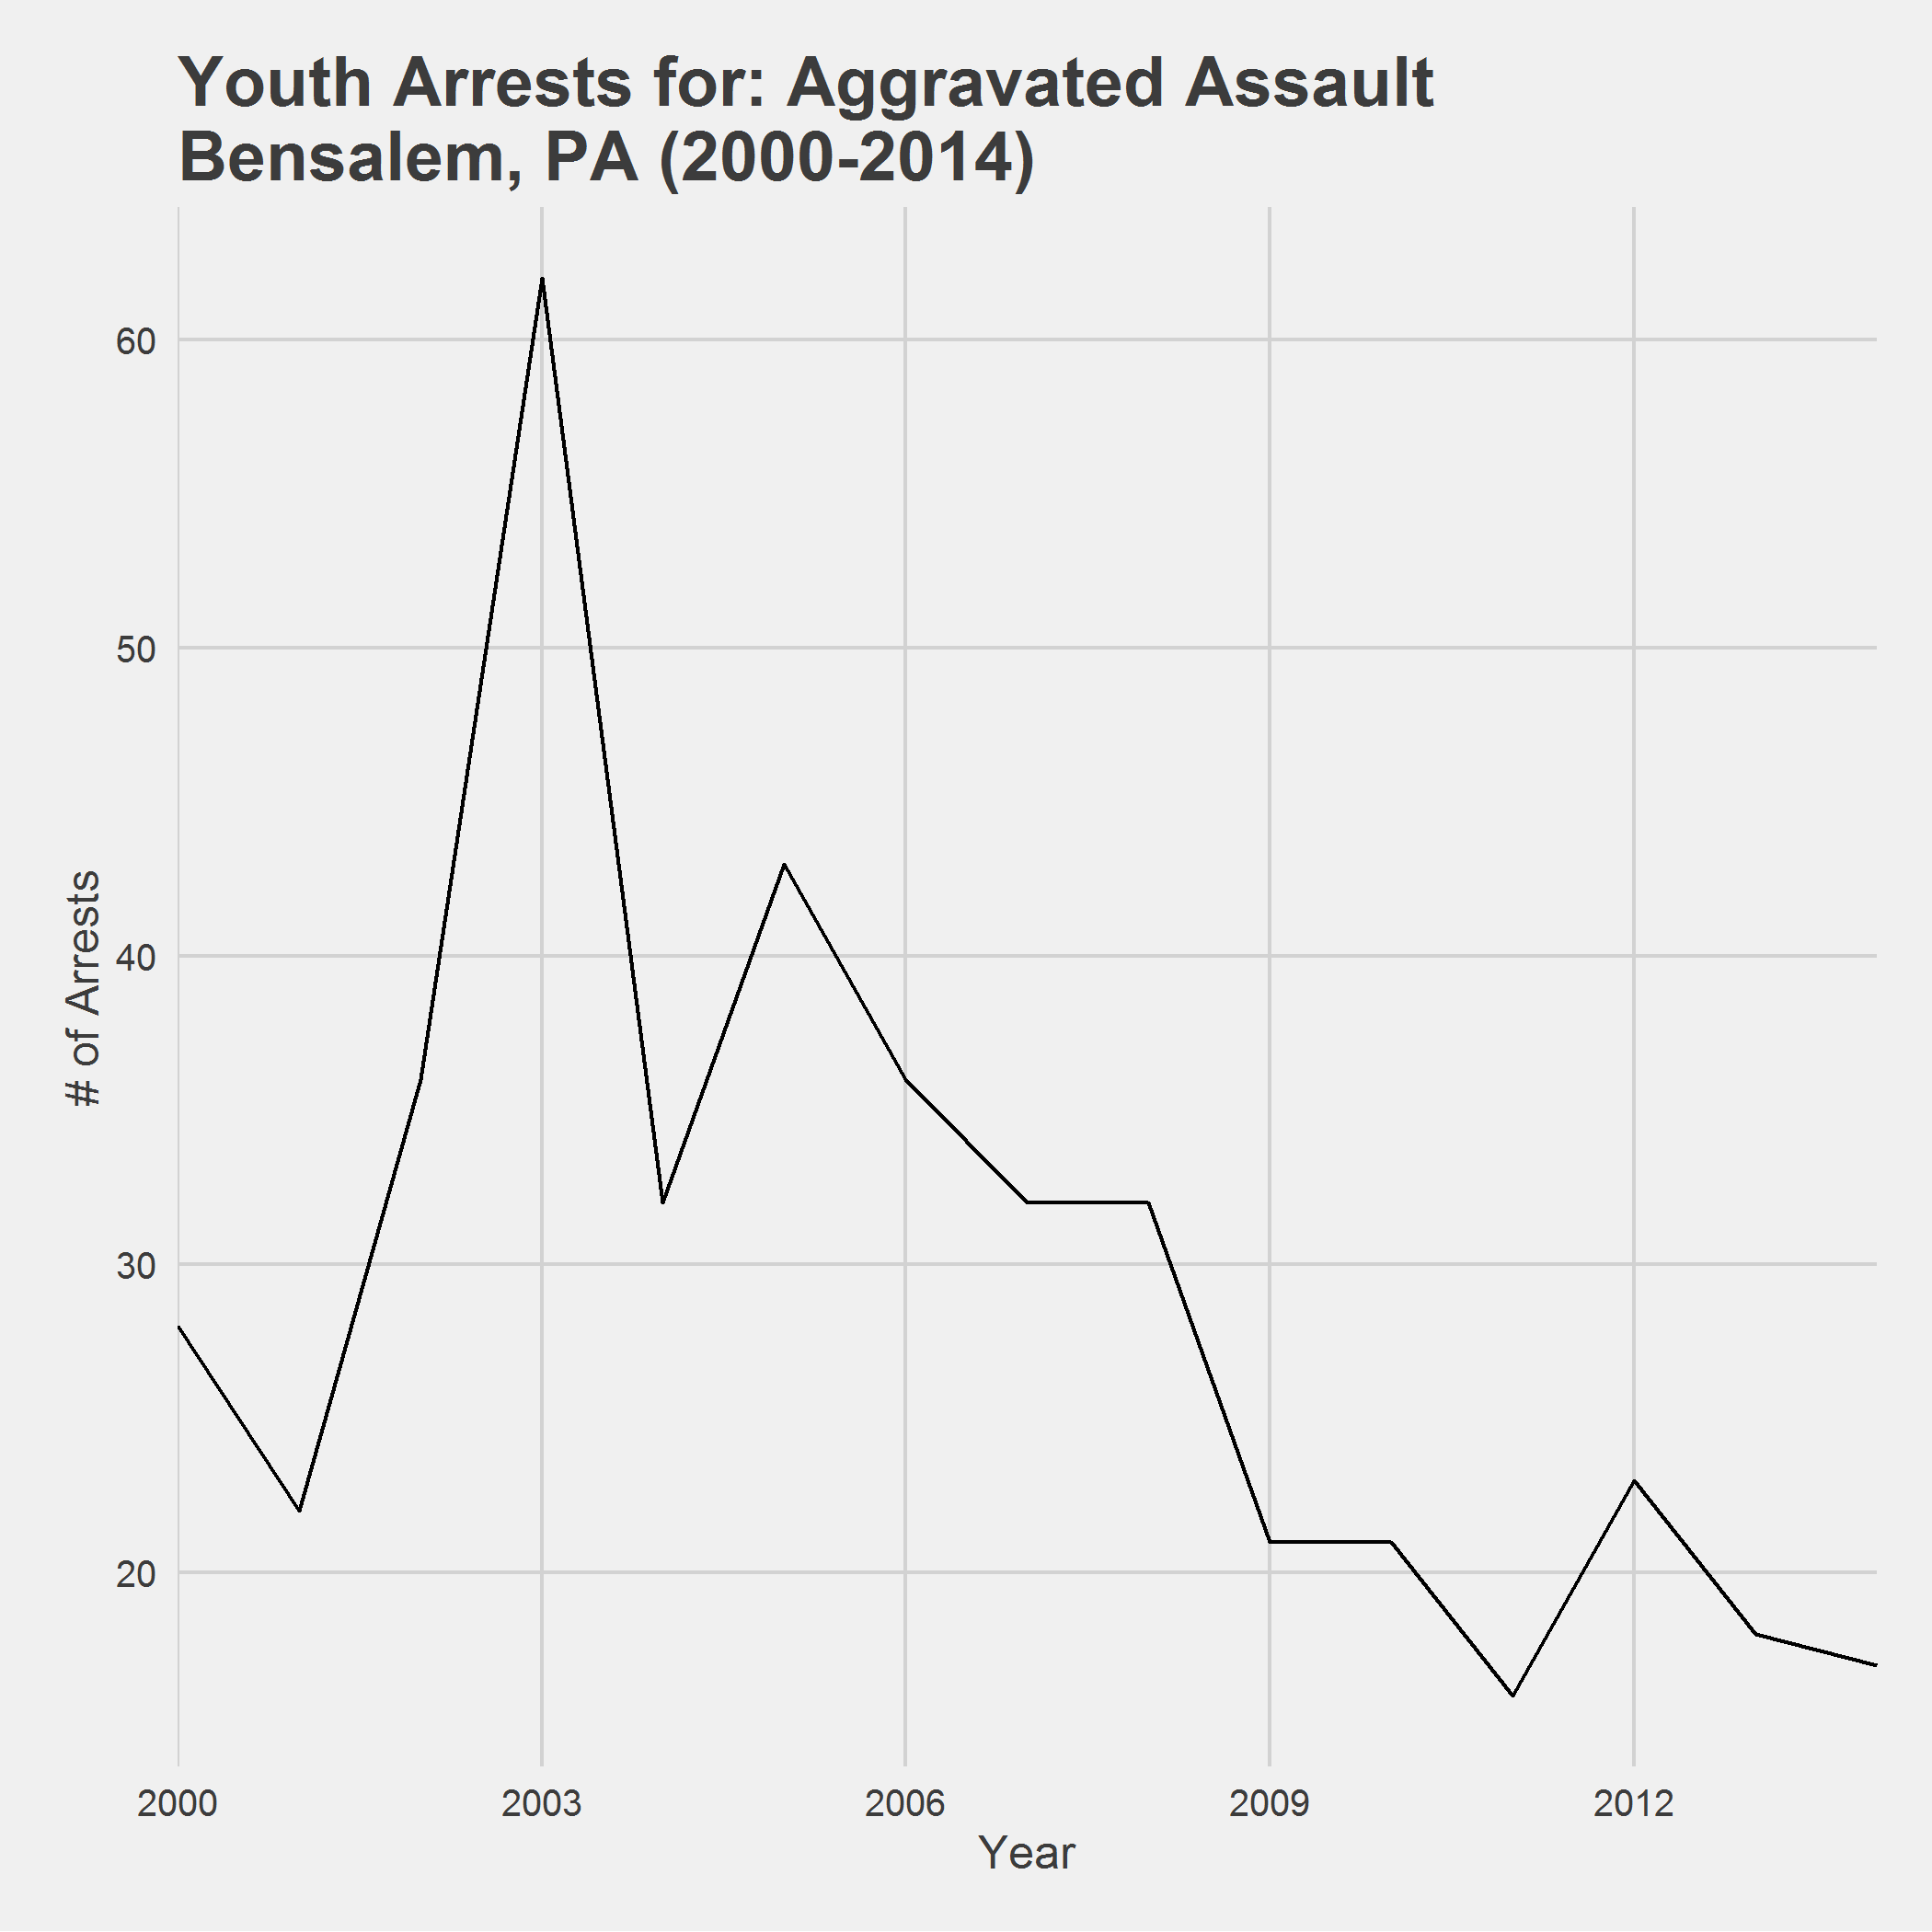 Youth Arrests for: Aggravated Assault
Bensalem, PA (2000-2014)
60
50
40
30
20
# of Arrests
2000 2003 2006 2009 2012
Year